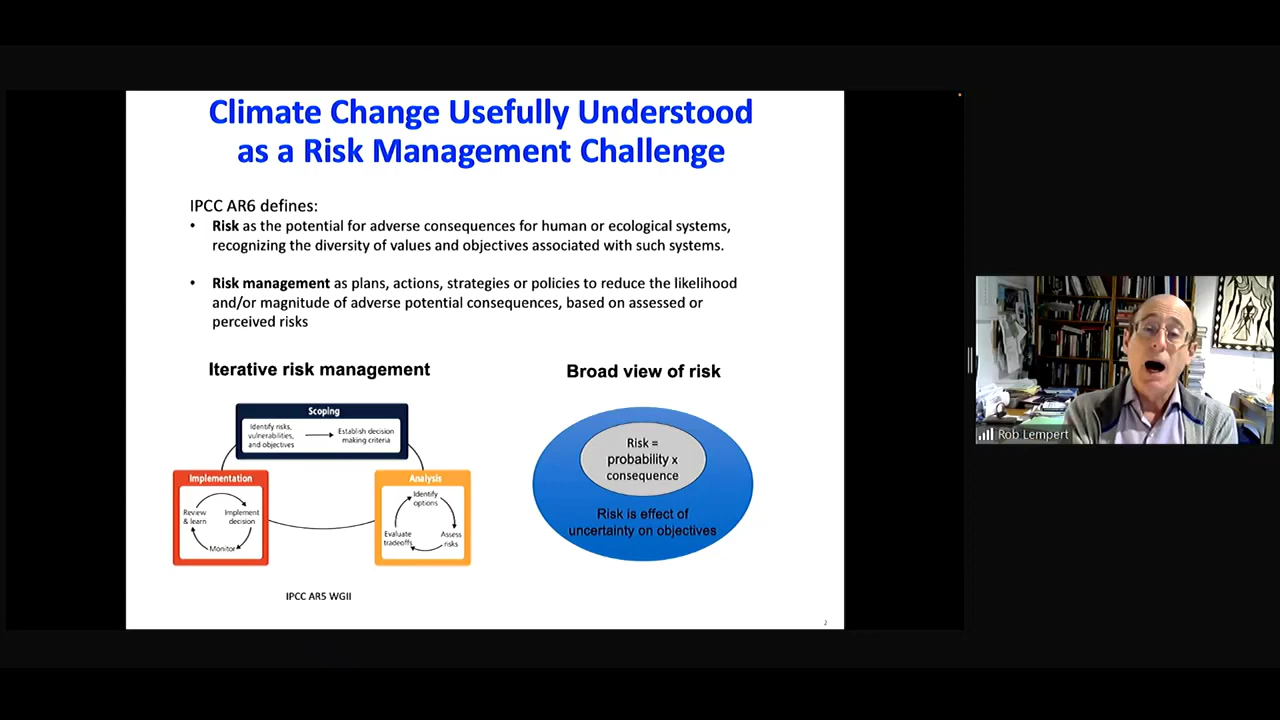 Climate Change Usefully Understood
as a Risk Management Challenge
IPCC AR6 defines:
• Risk as the potential for adverse consequences for human or ecological systems,
recognizing the diversity of values and objectives associated with such systems.
• Risk management as plans, actions, strategies or policies to reduce the likelihood
and/or magnitude of adverse potential consequences, based on assessed or
perceived risks
Iterative risk management
Scoping
Identify risks,
vulnerabilities,
and objectives
Establish decision
making criteria
Implementation
Review
& learn
Implement
decision
Monitor
Analysis
Identify
options
Evaluate
tradeoffs
Assess
risks
IPCC AR5 WGII
Broad view of risk
Risk =
probability x
consequence
Risk is effect of
uncertainty on objectives
2
Rob Lempert